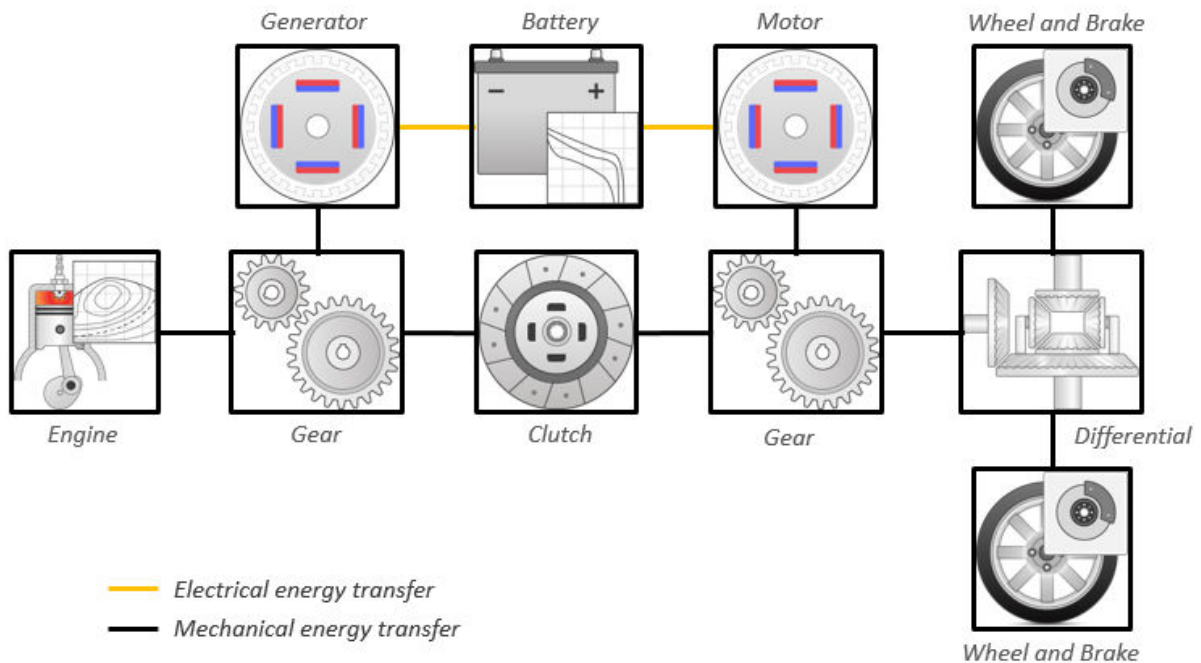 Generator
Battery
Motor
Wheel and Brake
− +
Engine
Gear
Clutch
Gear
Differential
Electrical energy transfer
Mechanical energy transfer
Wheel and Brake